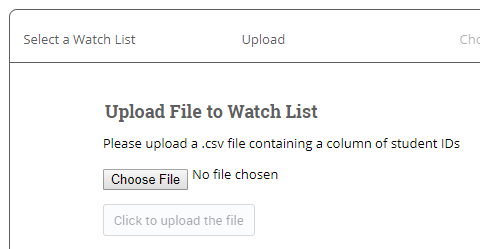 Select a Watch List Upload
Upload File to Watch List
Please upload a .csv file containing a column of student IDs
Choose File No file chosen
Click to upload the file